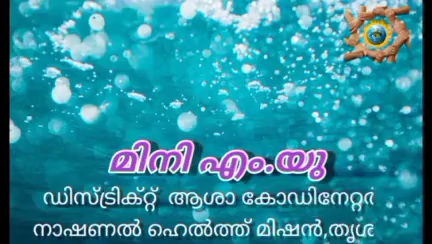 മിനി എം.യു
ഡിസ്ട്രിക്റ്റ് ആശാ കോഡിനേറ്റർ
നാഷണൽ ഹെൽത്ത് മിഷൻ,